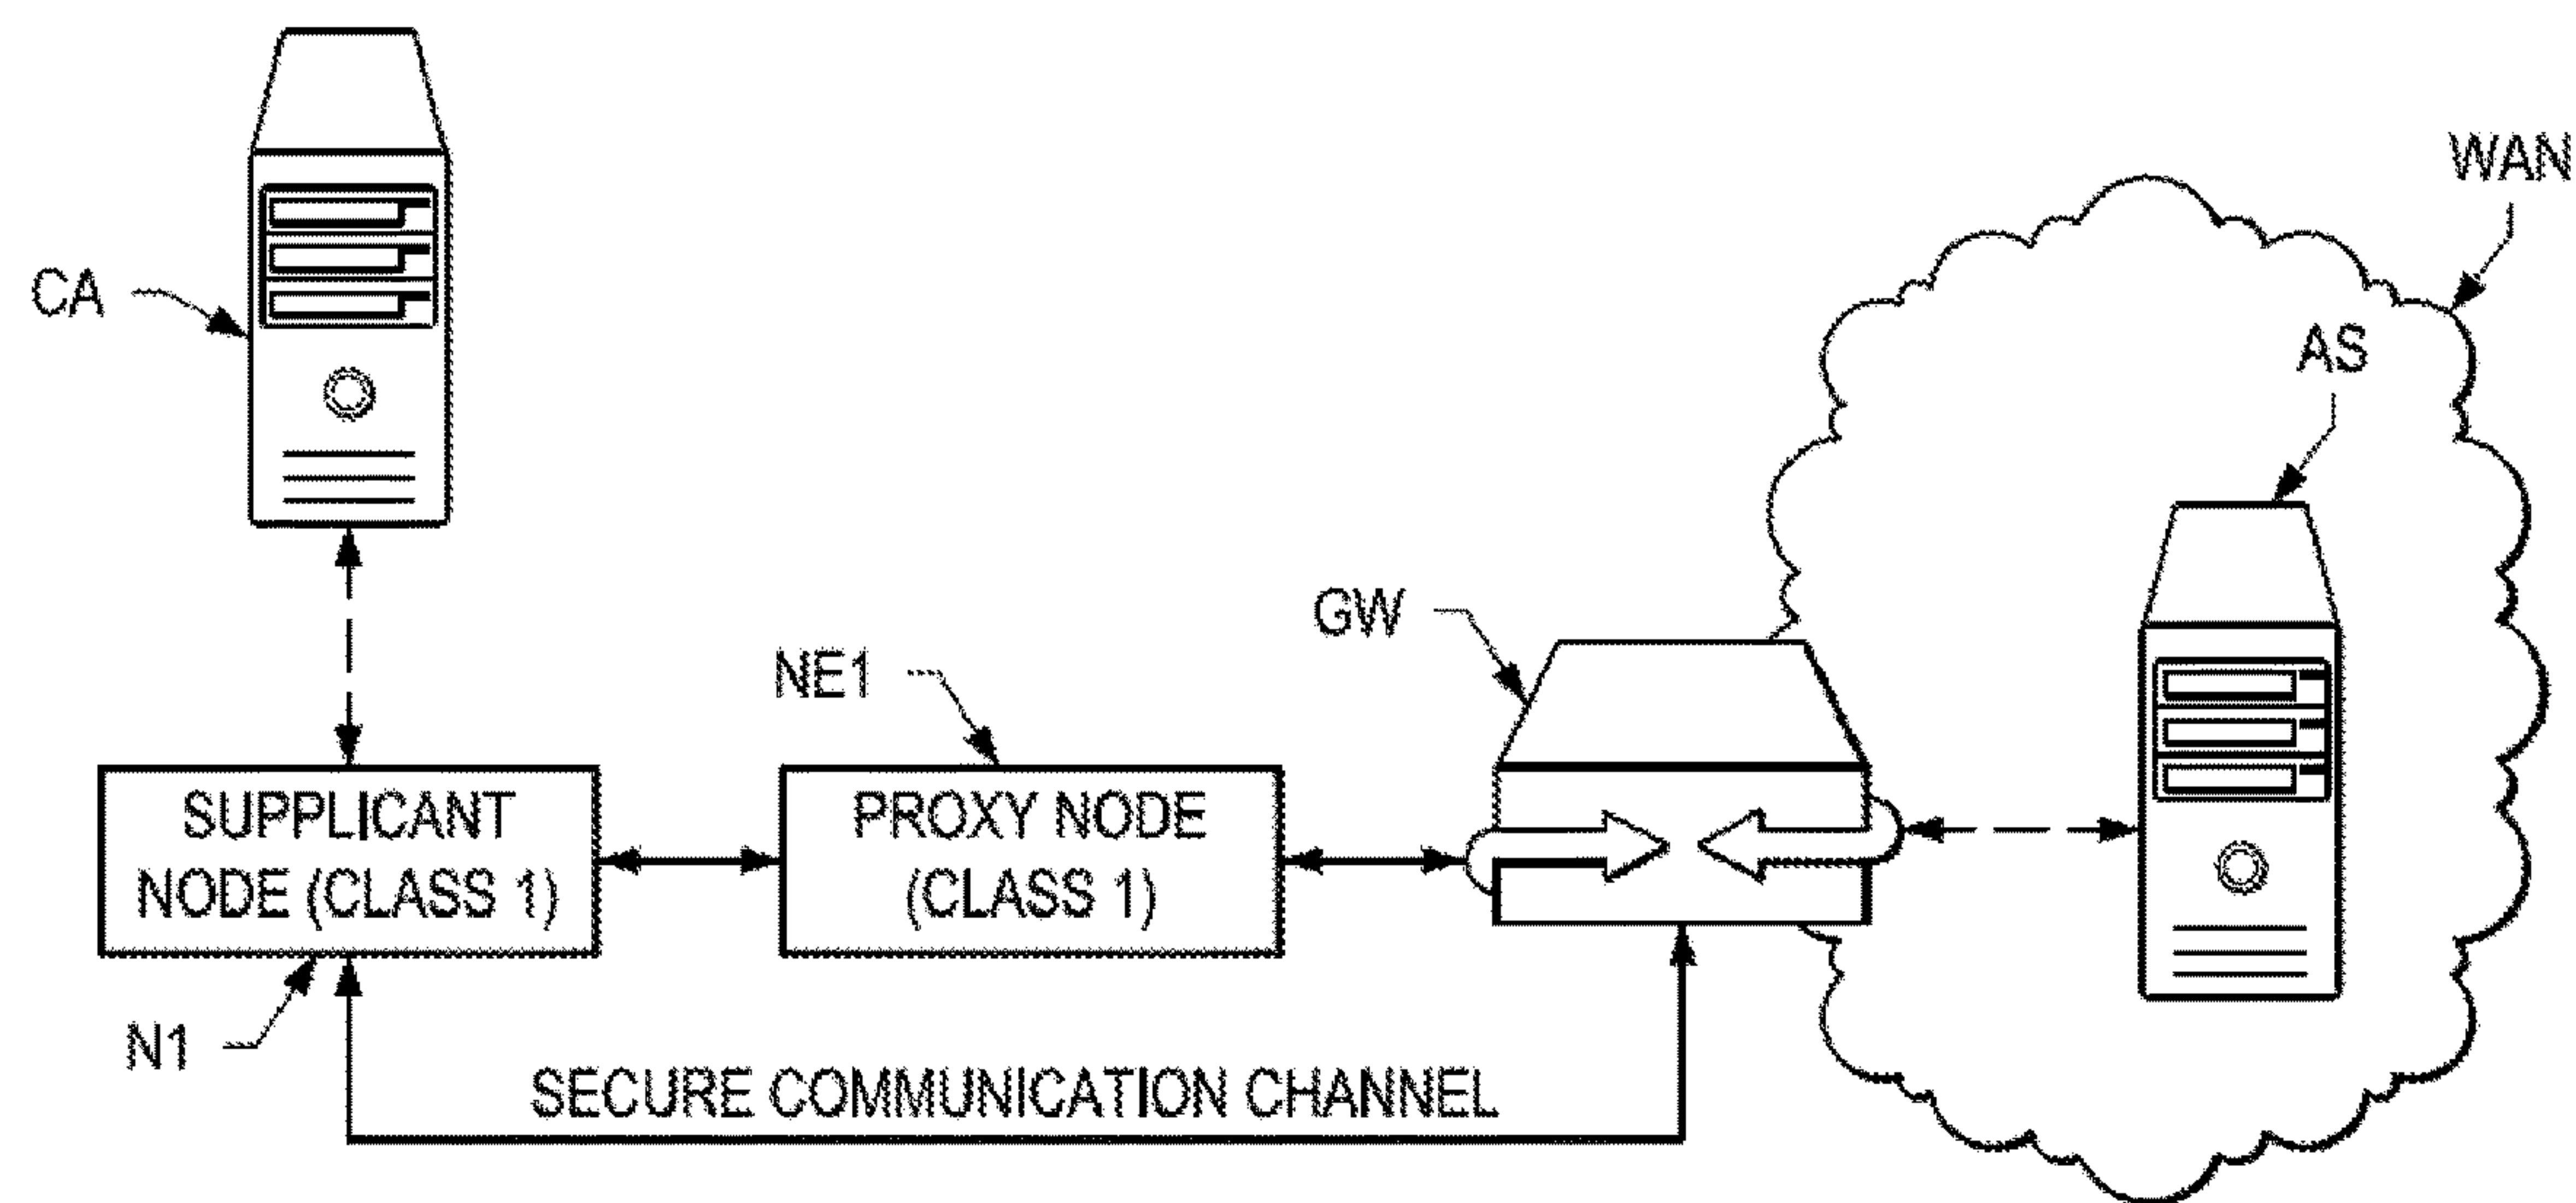 WAN
CA
AS
GW
NE1
SUPPLICANT
NODE (CLASS 1)
PROXY NODE
(CLASS 1)
N1
SECURE COMMUNICATION CHANNEL